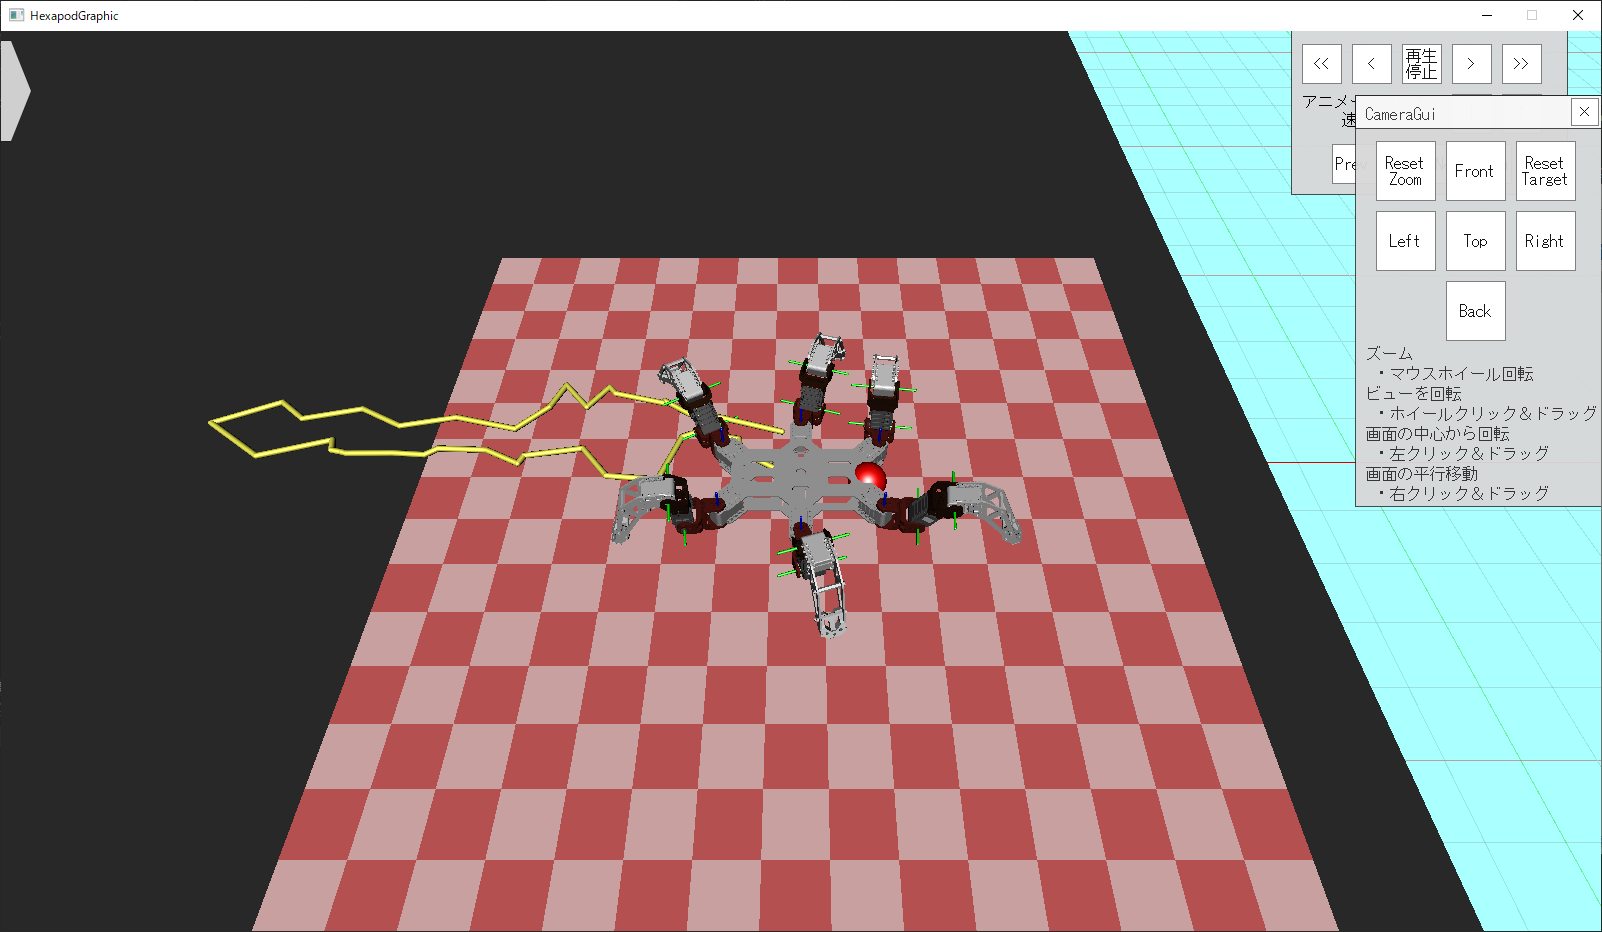 HexapodGraphic
<<
<
再生
停止
>
>>
アニメ
速
Prev
CameraGui
Reset
Zoom
Front
Reset
Target
Left
Top
Right
Back
ズーム
・マウスホイール回転
ビューを回転
・ホイールクリック＆ドラッグ
画面の中心から回転
・左クリック＆ドラッグ
画面の平行移動
・右クリック＆ドラッグ